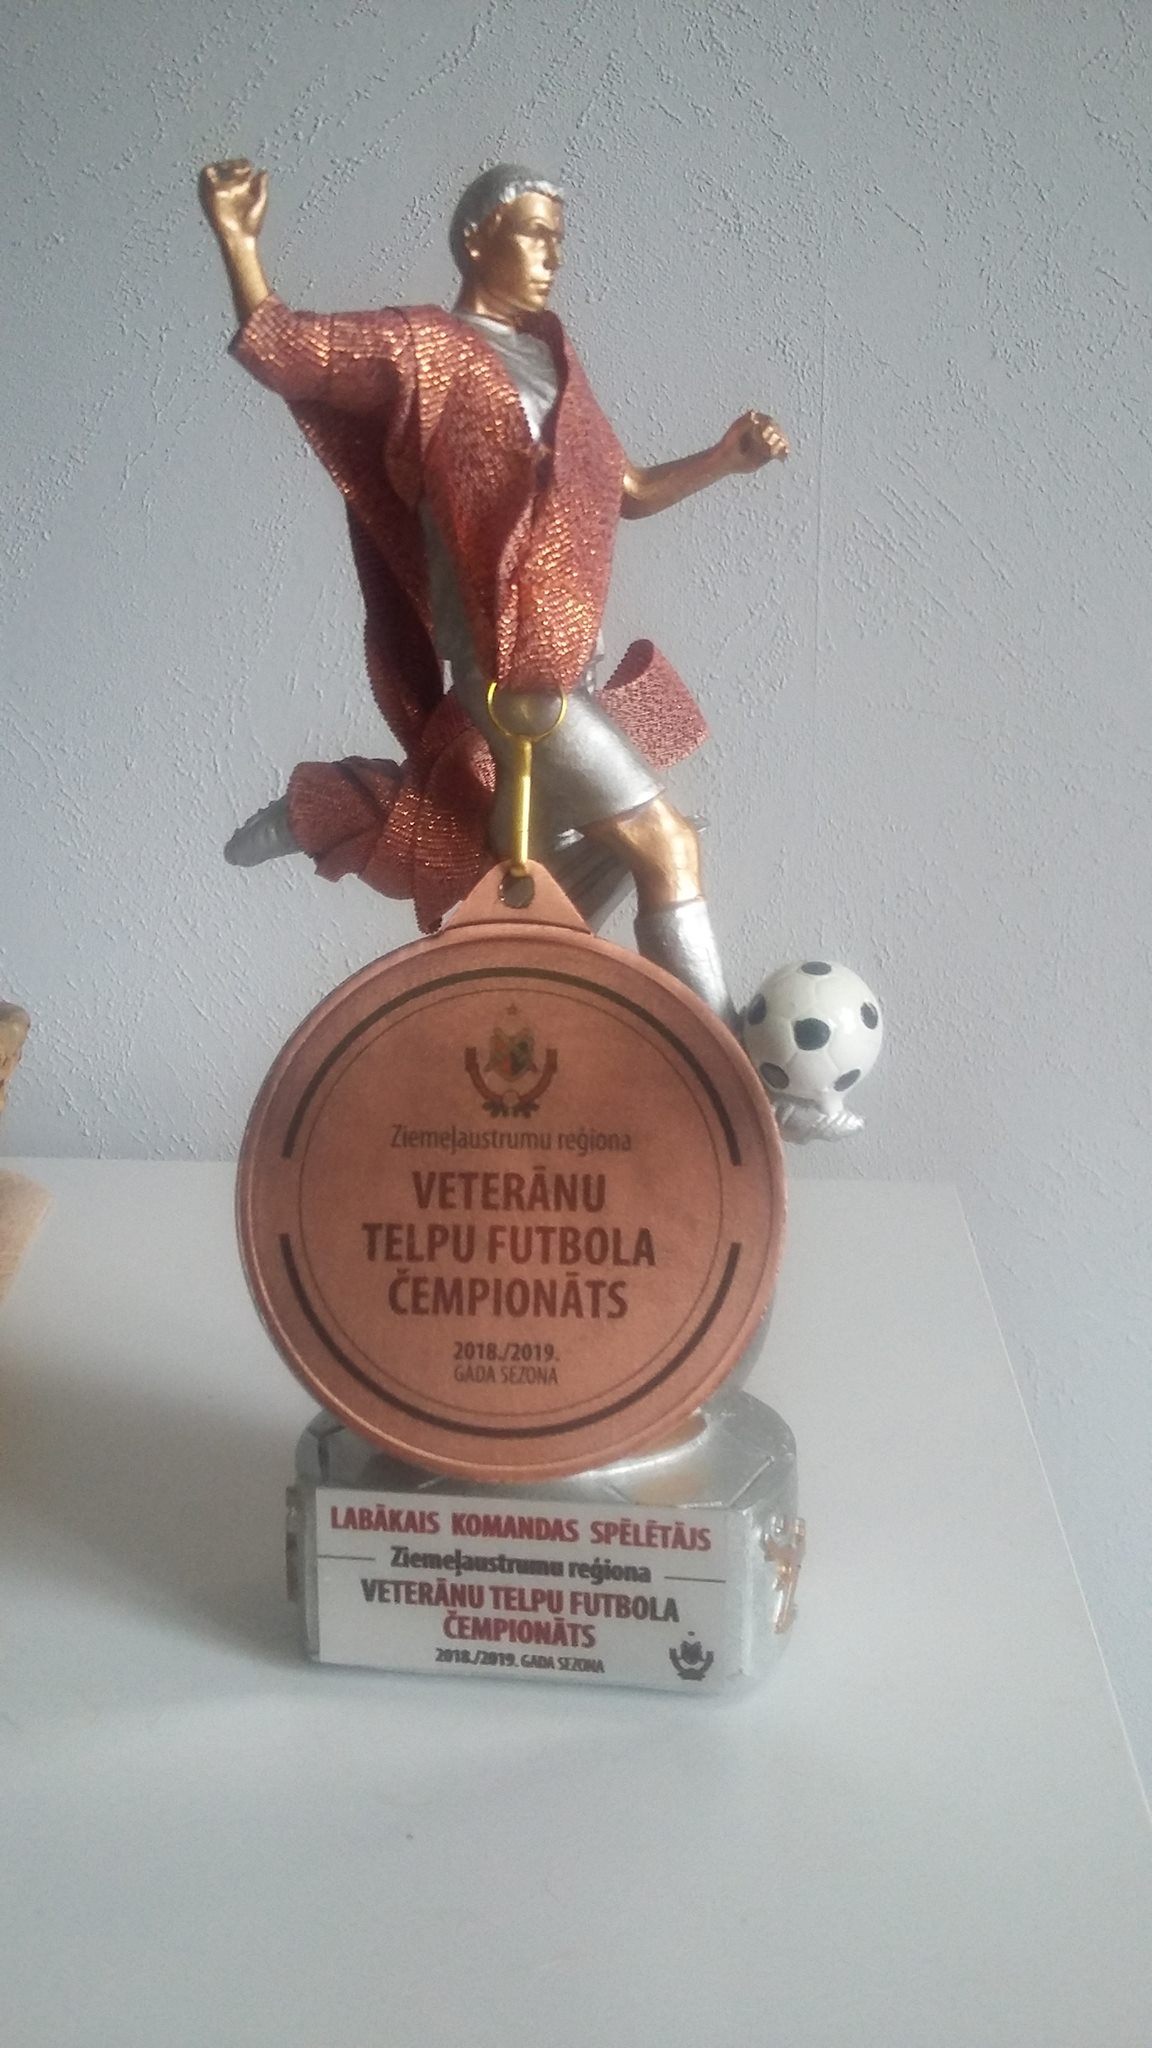 Ziemeļaustrumu reģiona
VETERĀNU
TELPU FUTBOLA
ČEMPIONĀTS
2018./2019.
GADA SEZONA
LABĀKAIS KOMANDAS SPĒLĒTĀJS
Ziemeļaustrumu reģiona
VETERĀNU TELPU FUTBOLA
ČEMPIONĀTS
2018./2019. GADA SEZONA